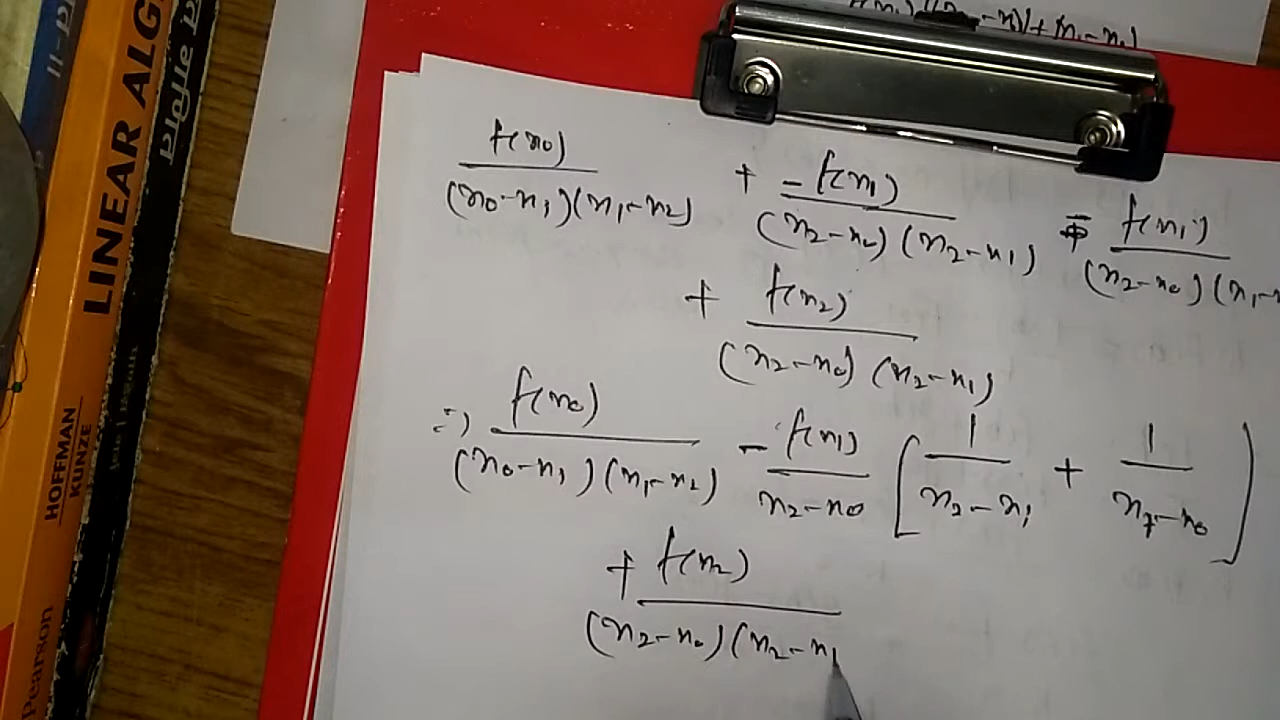 LINEAR ALG
HOFFMAN
KUNZE
Pearson
f(x₀)/(x₀-x₁)(x₁-x₂) + -f(x₁)/(x₂-x₀)(x₂-x₁) - f(x₁)/(x₂-x₀)(x₁-x
+ f(x₂)/(x₂-x₀)(x₂-x₁)
=) f(x₀)/(x₀-x₁)(x₁-x₂) - f(x₁)/x₂-x₀ [1/x₂-x₁ + 1/x₁-x₀]
+ f(x₂)/(x₂-x₀)(x₂-x₁